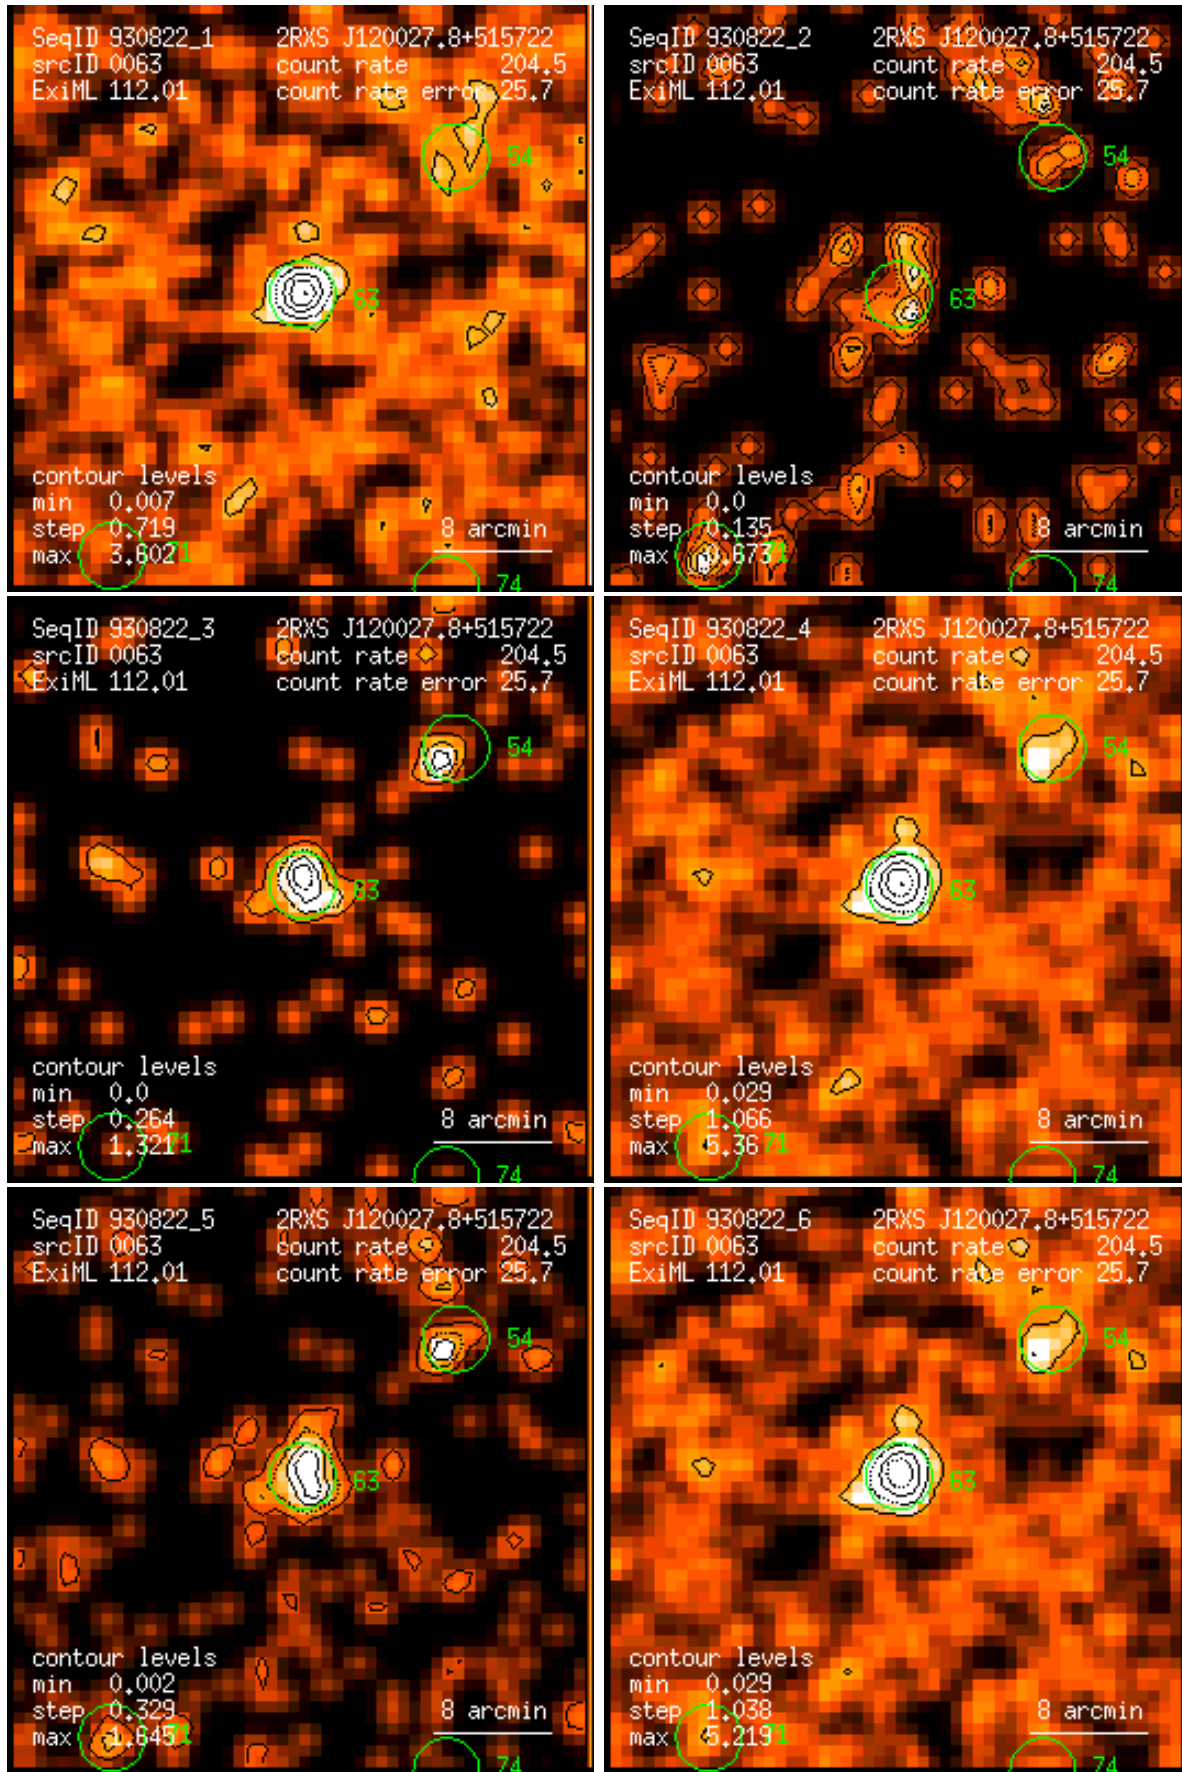 SeqID 930822_1 2RXS J120027.8+515722
srcID 0063 count rate 204.5
ExiML 112.01 count rate error 25.7
54
63
contour levels
min 0.007
step 0.719 8 arcmin
max 3.602 71
74
SeqID 930822_2 2RXS J120027.8+515722
srcID 0063 count rate 204.5
ExiML 112.01 count rate error 25.7
54
63
contour levels
min 0.0
step 0.135 8 arcmin
max 0.673 71
74
SeqID 930822_3 2RXS J120027.8+515722
srcID 0063 count rate 204.5
ExiML 112.01 count rate error 25.7
54
63
contour levels
min 0.0
step 0.264 8 arcmin
max 1.321 71
74
SeqID 930822_4 2RXS J120027.8+515722
srcID 0063 count rate 204.5
ExiML 112.01 count rate error 25.7
54
63
contour levels
min 0.029
step 1.066 8 arcmin
max 5.36 71
74
SeqID 930822_5 2RXS J120027.8+515722
srcID 0063 count rate 204.5
ExiML 112.01 count rate error 25.7
54
63
contour levels
min 0.002
step 0.329 8 arcmin
max 1.645 71
74
SeqID 930822_6 2RXS J120027.8+515722
srcID 0063 count rate 204.5
ExiML 112.01 count rate error 25.7
54
63
contour levels
min 0.029
step 1.038 8 arcmin
max 5.219 71
74